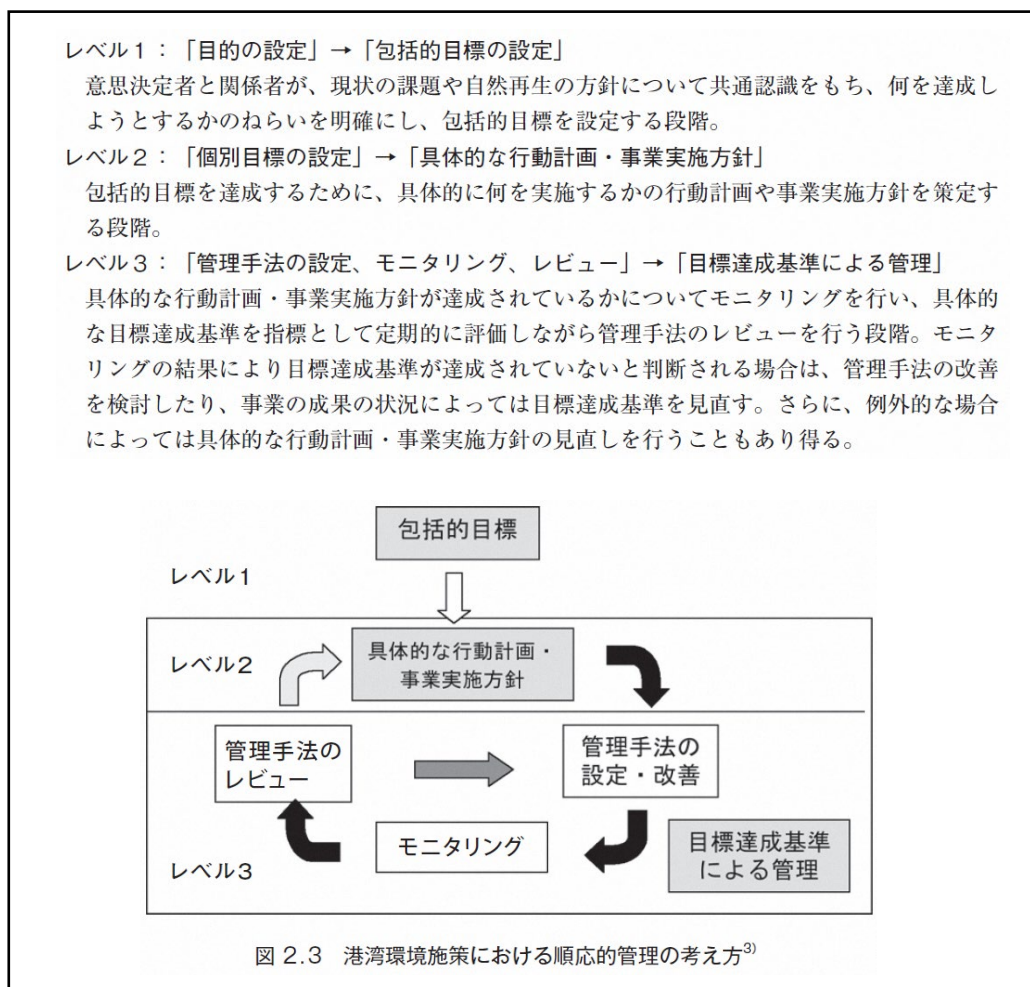 レベル1：「目的の設定」→「包括的目標の設定」
意思決定者と関係者が、現状の課題や自然再生の方針について共通認識をもち、何を達成し
ようとするかのねらいを明確にし、包括的目標を設定する段階。
レベル2：「個別目標の設定」→「具体的な行動計画・事業実施方針」
包括的目標を達成するために、具体的に何を実施するかの行動計画や事業実施方針を策定す
る段階。
レベル3：「管理手法の設定、モニタリング、レビュー」→「目標達成基準による管理」
具体的な行動計画・事業実施方針が達成されているかについてモニタリングを行い、具体的
な目標達成基準を指標として定期的に評価しながら管理手法のレビューを行う段階。モニタ
リングの結果により目標達成基準が達成されていないと判断される場合は、管理手法の改善
を検討したり、事業の成果の状況によっては目標達成基準を見直す。さらに、例外的な場合
によっては具体的な行動計画・事業実施方針の見直しを行うこともあり得る。
包括的目標
レベル1
レベル2
具体的な行動計画・
事業実施方針
管理手法の
レビュー
管理手法の
設定・改善
モニタリング
目標達成基準
による管理
レベル3
図 2.3 港湾環境施策における順応的管理の考え方3)